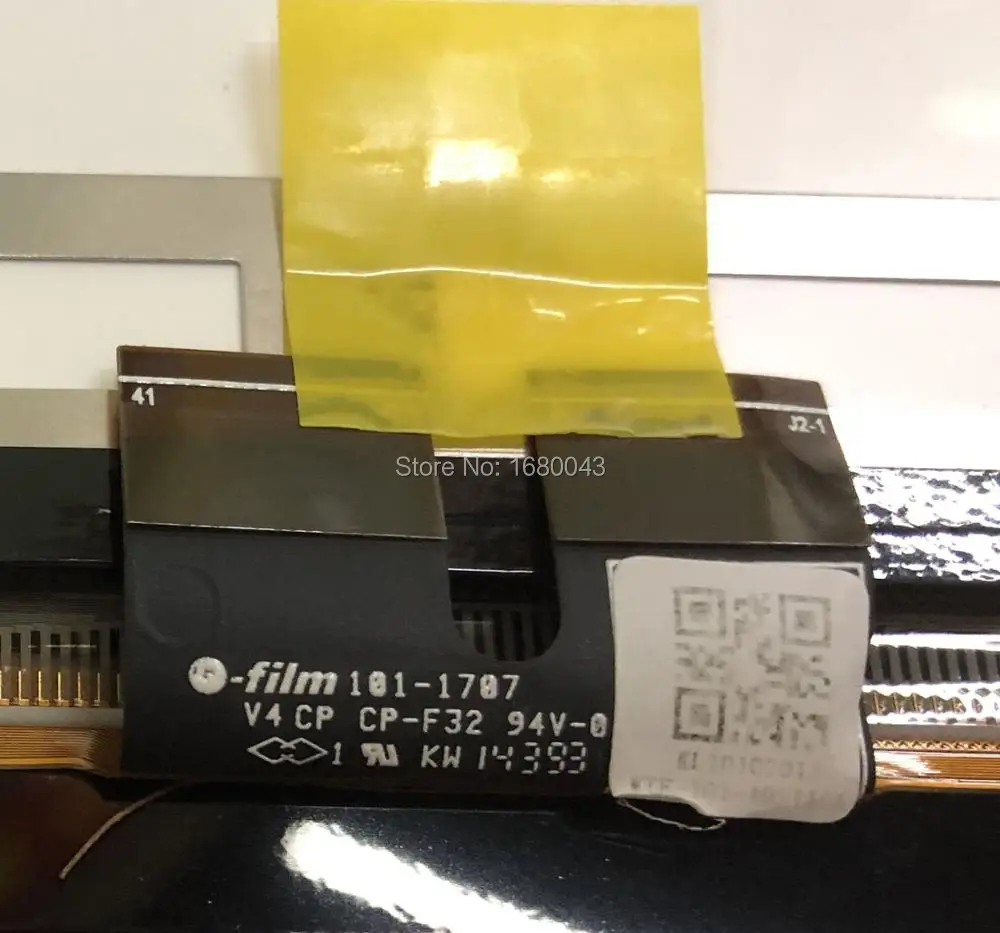 41
J2-1
Store No: 1680043
-film 101-1707
V4 CP CP-F32 94V-0
1 KW 14393